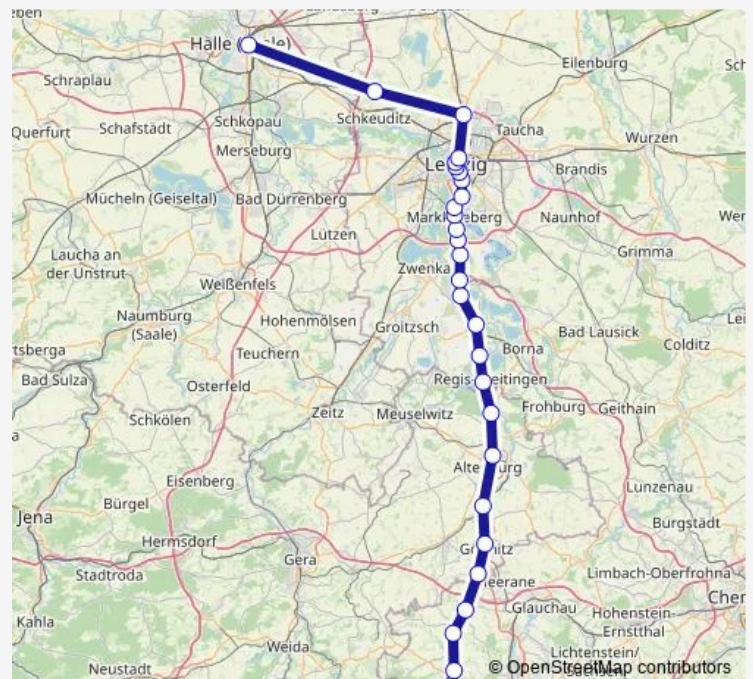 Halle (
Schraplau
Eilenburg
Querfurt
Schafstädt
Schkopau
Schkeuditz
Taucha
Merseburg
Wurzen
Brandis
Mücheln (Geiseltal)
Bad Dürrenberg
Naunhof
Lützen
Laucha an
der Unstrut
Grimma
Zwenka
Weißenfels
Naumburg
(Saale)
Hohenmölsen
Groitzsch
Bad Lausick
Colditz
Teuchern
Borna
Bad Sulza
Osterfeld
Zeitz
Meuselwitz
Frohburg
Geithain
Schkölen
Eisenberg
Lunzenau
Bürgel
Jena
Burgstädt
Hermsdorf
Gera
Stadtroda
Limbach-Oberfrohna
Glauchau
Hohenstein-
Ernstthal
Kahla
Weida
Lichtenstein/
Neustadt
© OpenStreetMap contributors